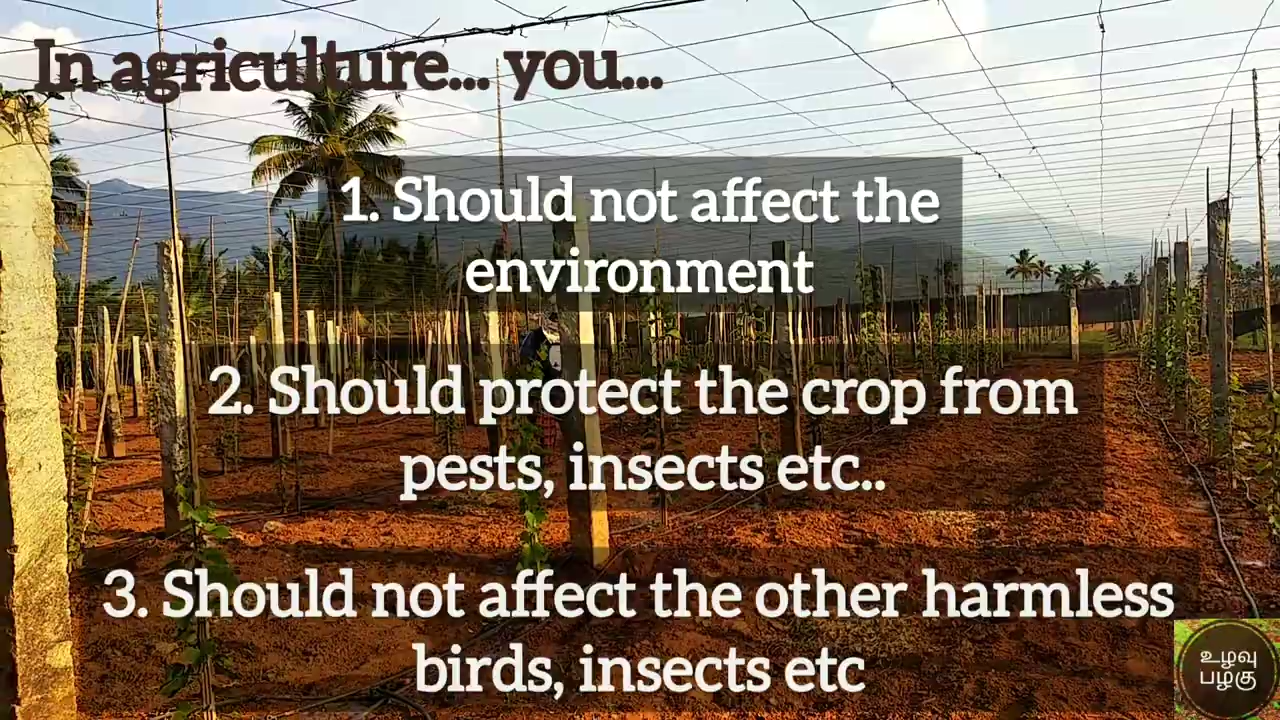 In agriculture... you...
1. Should not affect the
environment
2. Should protect the crop from
pests, insects etc..
3. Should not affect the other harmless
birds, insects etc
உழவு
பழகு